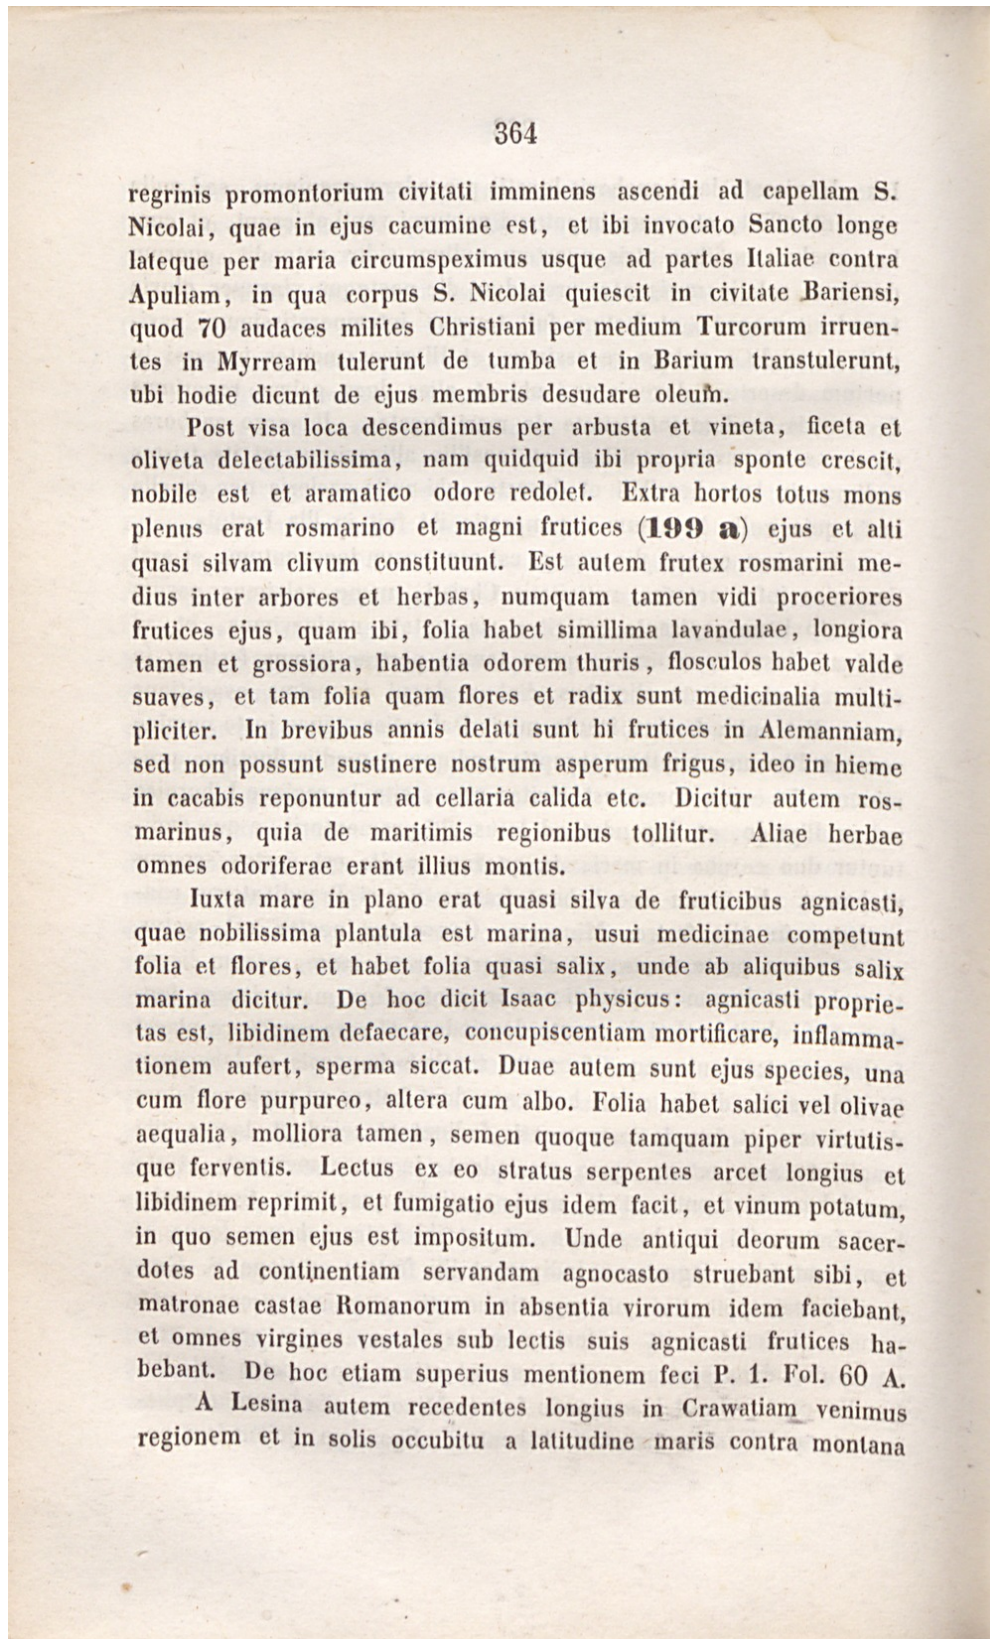 364
regrinis promontorium civitati imminens ascendi ad capellam S.
Nicolai, quae in ejus cacumine est, et ibi invocato Sancto longe
lateque per maria circumspeximus usque ad partes Italiae contra
Apuliam, in qua corpus S. Nicolai quiescit in civitate Bariensi,
quod 70 audaces milites Christiani per medium Turcorum irruen-
tes in Myrream tulerunt de tumba et in Barium transtulerunt,
ubi hodie dicunt de ejus membris desudare oleum.
Post visa loca descendimus per arbusta et vineta, ficeta et
oliveta delectabilissima, nam quidquid ibi propria sponte crescit,
nobile est et aramatico odore redolet. Extra hortos totus mons
plenus erat rosmarino et magni frutices (199 a) ejus et alti
quasi silvam clivum constituunt. Est autem frutex rosmarini me-
dius inter arbores et herbas, numquam tamen vidi proceriores
frutices ejus, quam ibi, folia habet simillima lavandulae, longiora
tamen et grossiora, habentia odorem thuris, flosculos habet valde
suaves, et tam folia quam flores et radix sunt medicinalia multi-
pliciter. In brevibus annis delati sunt hi frutices in Alemanniam,
sed non possunt sustinere nostrum asperum frigus, ideo in hieme
in cacabis reponuntur ad cellaria calida etc. Dicitur autem ros-
marinus, quia de maritimis regionibus tollitur. Aliae herbae
omnes odoriferae erant illius montis.
Iuxta mare in plano erat quasi silva de fruticibus agnicasti,
quae nobilissima plantula est marina, usui medicinae competunt
folia et flores, et habet folia quasi salix, unde ab aliquibus salix
marina dicitur. De hoc dicit Isaac physicus: agnicasti proprie-
tas est, libidinem defaecare, concupiscentiam mortificare, inflamma-
tionem aufert, sperma siccat. Duae autem sunt ejus species, una
cum flore purpureo, altera cum albo. Folia habet salici vel olivae
aequalia, molliora tamen, semen quoque tamquam piper virtutis-
que ferventis. Lectus ex eo stratus serpentes arcet longius et
libidinem reprimit, et fumigatio ejus idem facit, et vinum potatum,
in quo semen ejus est impositum. Unde antiqui deorum sacer-
dotes ad continentiam servandam agnocasto struebant sibi, et
matronae castae Romanorum in absentia virorum idem faciebant,
et omnes virgines vestales sub lectis suis agnicasti frutices ha-
bebant. De hoc etiam superius mentionem feci P. 1. Fol. 60 A.
A Lesina autem recedentes longius in Crawatiam venimus
regionem et in solis occubitu a latitudine maris contra montana